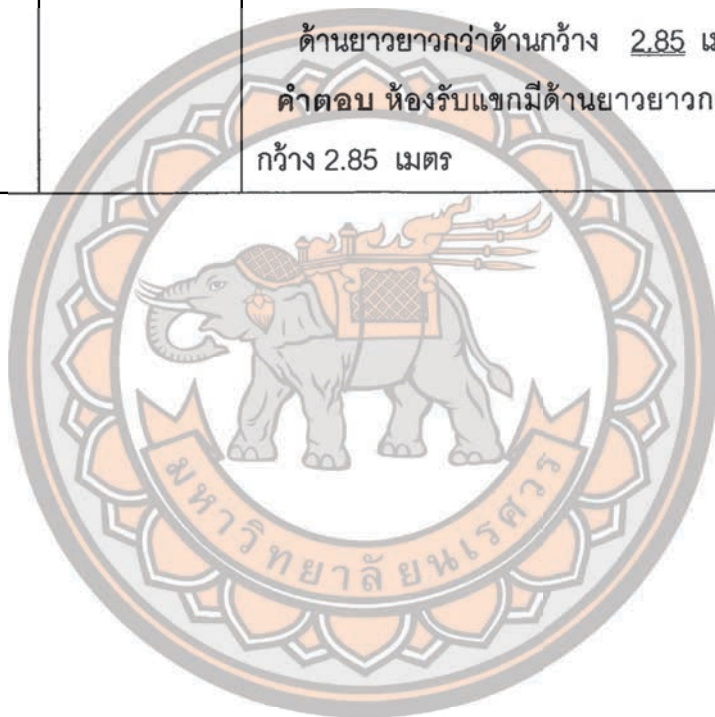 ด้านยาวยาวกว่าด้านกว้าง 2.85 เม
คำตอบ ห้องรับแขกมีด้านยาวยาวก
กว้าง 2.85 เมตร
มหาวิทยาลัยนเรศวร